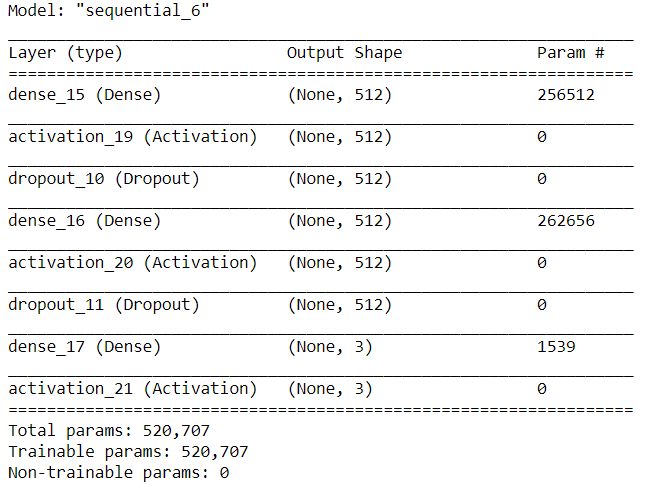 Model: "sequential_6"
_________________________________________________________________
Layer (type)                 Output Shape              Param #
=================================================================
dense_15 (Dense)             (None, 512)               256512
_________________________________________________________________
activation_19 (Activation)   (None, 512)               0
_________________________________________________________________
dropout_10 (Dropout)         (None, 512)               0
_________________________________________________________________
dense_16 (Dense)             (None, 512)               262656
_________________________________________________________________
activation_20 (Activation)   (None, 512)               0
_________________________________________________________________
dropout_11 (Dropout)         (None, 512)               0
_________________________________________________________________
dense_17 (Dense)             (None, 3)                 1539
_________________________________________________________________
activation_21 (Activation)   (None, 3)                 0
=================================================================
Total params: 520,707
Trainable params: 520,707
Non-trainable params: 0